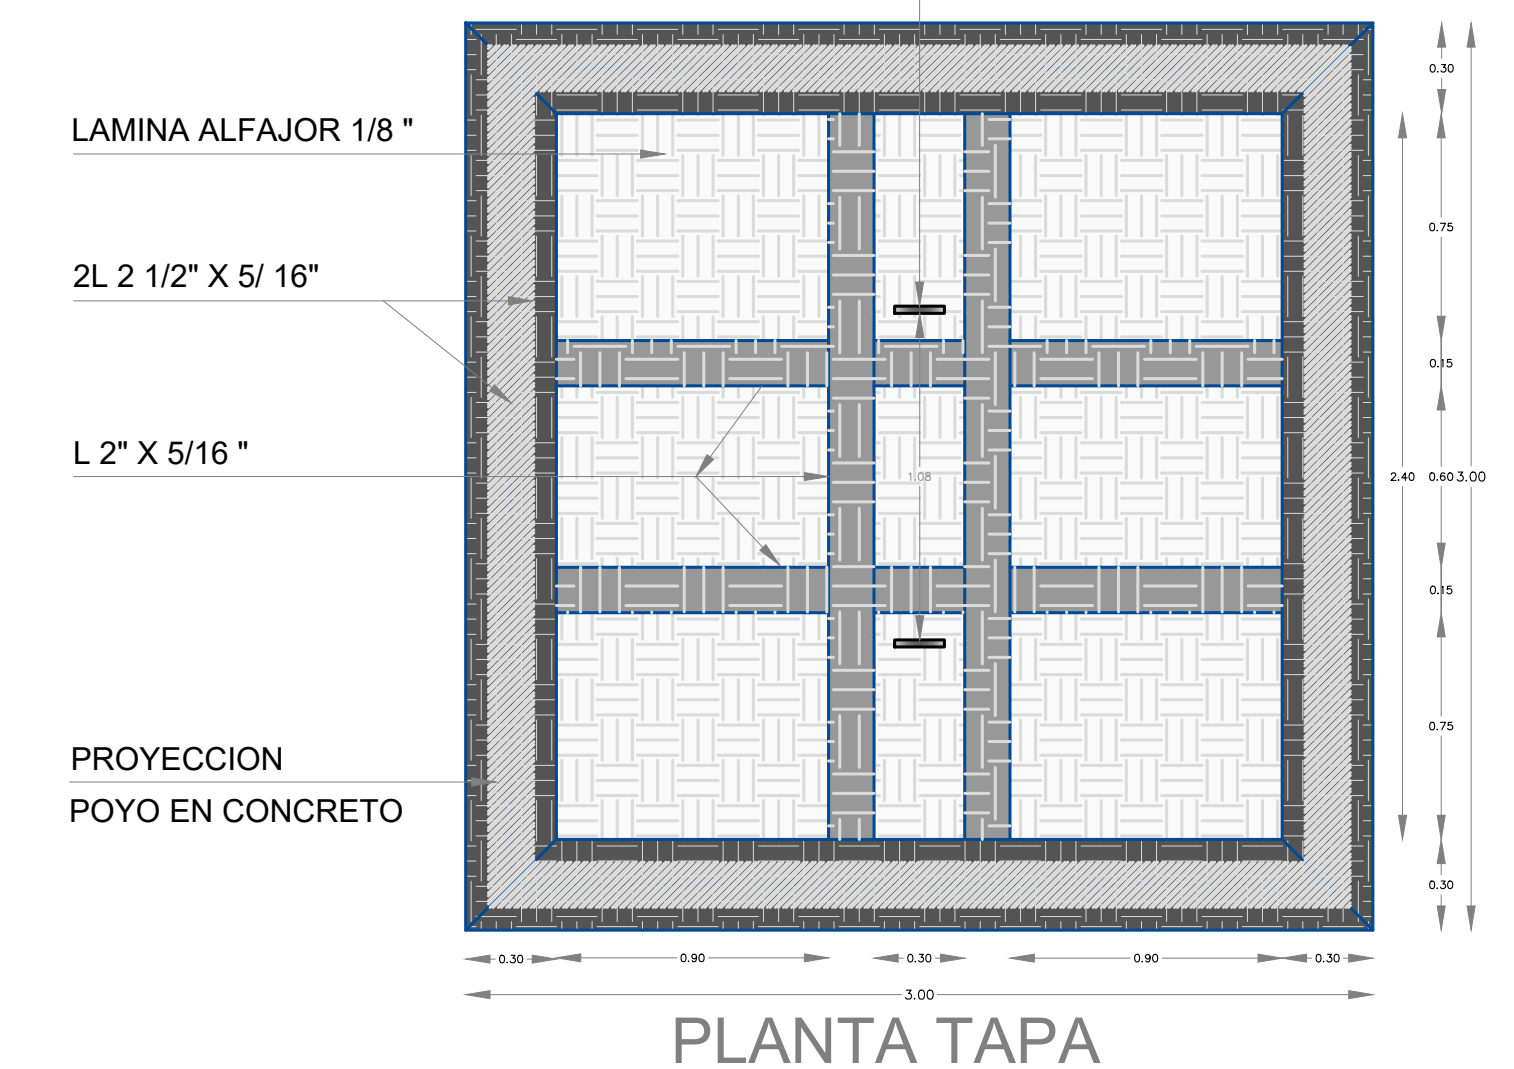 LAMINA ALFAJOR 1/8 "
2L 2 1/2" X 5/ 16"
L 2" X 5/16 "
PROYECCION
POYO EN CONCRETO
1.08
0.30
0.75
0.15
2.40
0.60
3.00
0.15
0.75
0.30
0.30
0.90
0.30
0.90
0.30
3.00
PLANTA TAPA